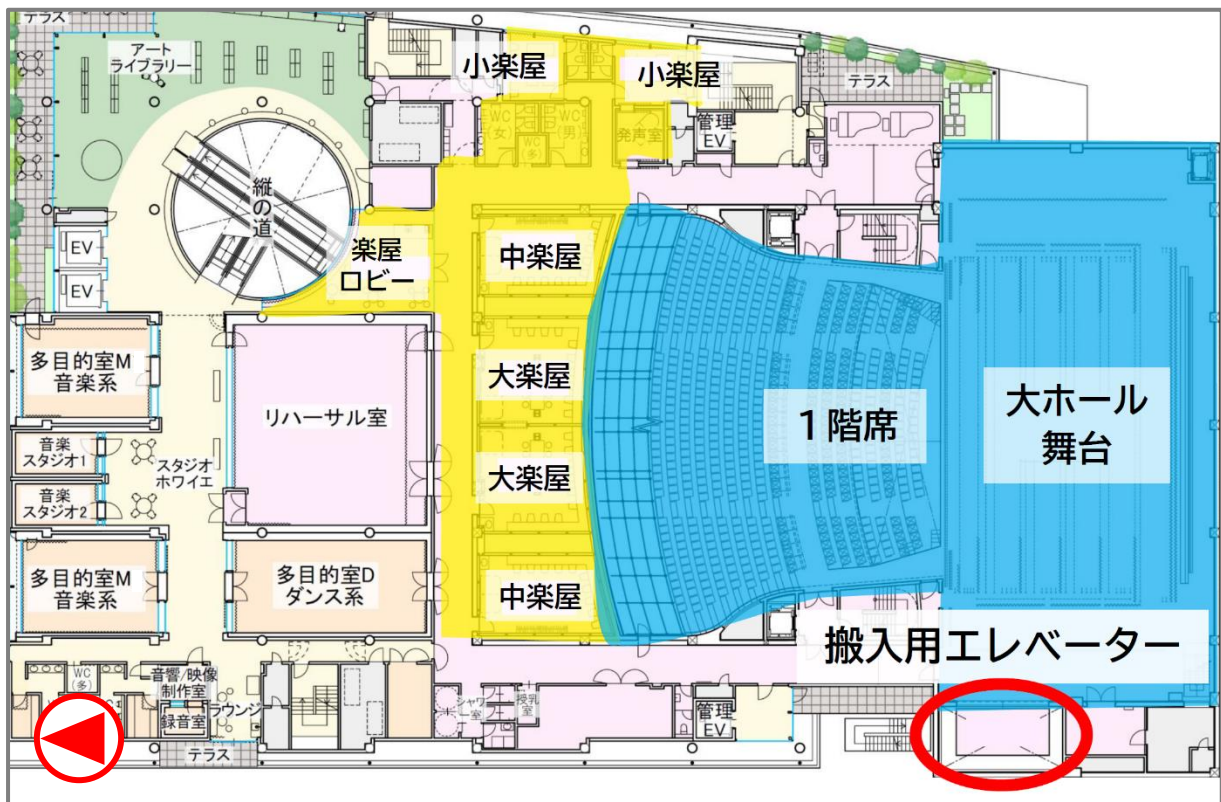 テラス
アート
ライブラリー
小楽屋
小楽屋
テラス
WC
(女)
WC
(男)
WC
(多)
発声室
管理
EV
縦の道
EV
EV
楽屋
ロビー
中楽屋
多目的室M
音楽系
リハーサル室
大楽屋
1階席
大ホール
舞台
音楽
スタジオ1
スタジオ
ホワイエ
音楽
スタジオ2
大楽屋
多目的室M
音楽系
多目的室D
ダンス系
中楽屋
搬入用エレベーター
WC
(多)
音響/映像
制作室
録音室
ラウンジ
シャワ
ー室
授乳
室
管理
EV
テラス